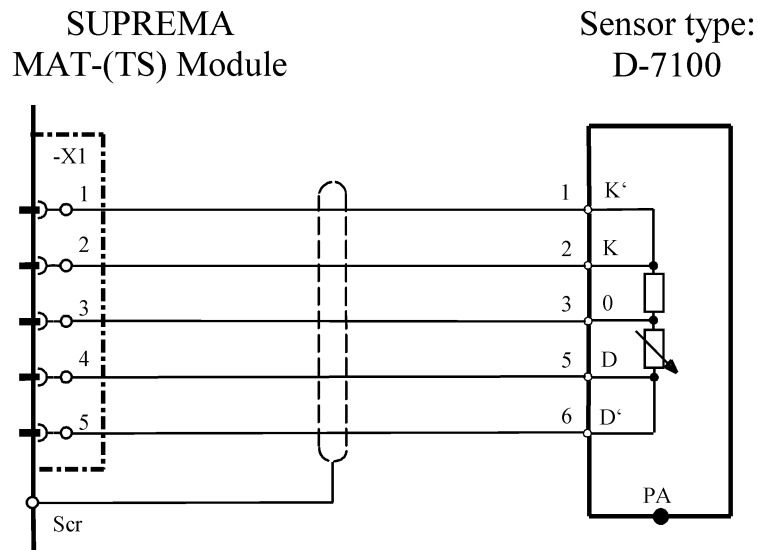 SUPREMA
MAT-(TS) Module
Sensor type:
D-7100
-X1
1
1
K‘
2
2
K
3
3
0
4
5
D
5
6
D‘
PA
Scr